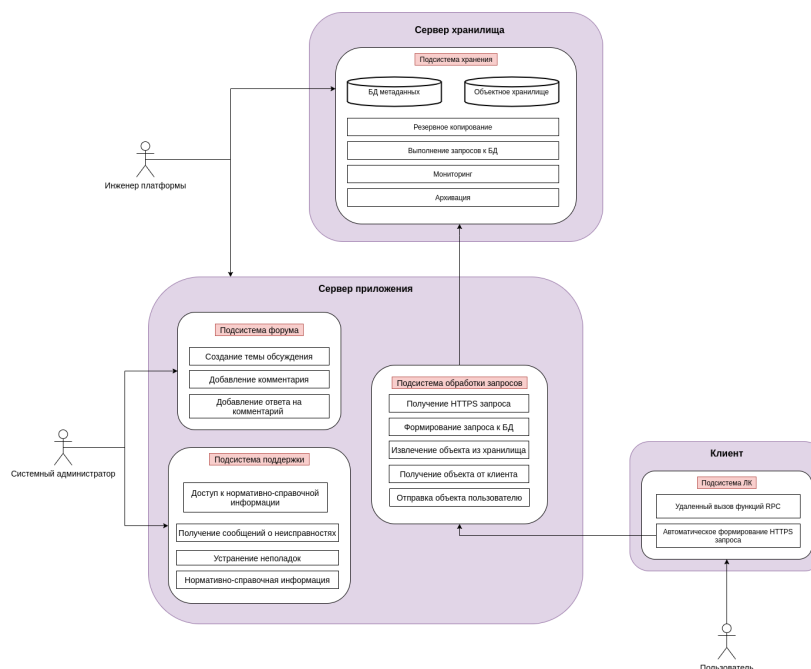 Сервер хранилища
Подсистема хранения
БД метаданных
Объектное хранилище
Резервное копирование
Выполнение запросов к БД
Мониторинг
Архивация
Инженер платформы
Сервер приложения
Подсистема форума
Создание темы обсуждения
Добавление комментария
Добавление ответа на
комментарий
Подсистема обработки запросов
Получение HTTPS запроса
Формирование запроса к БД
Извлечение объекта из хранилища
Получение объекта от клиента
Отправка объекта пользователю
Системный администратор
Подсистема поддержки
Доступ к нормативно-справочной
информации
Получение сообщений о неисправностях
Устранение неполадок
Нормативно-справочная информация
Клиент
Подсистема ЛК
Удаленный вызов функций RPC
Автоматическое формирование HTTPS
запроса
Пользователь